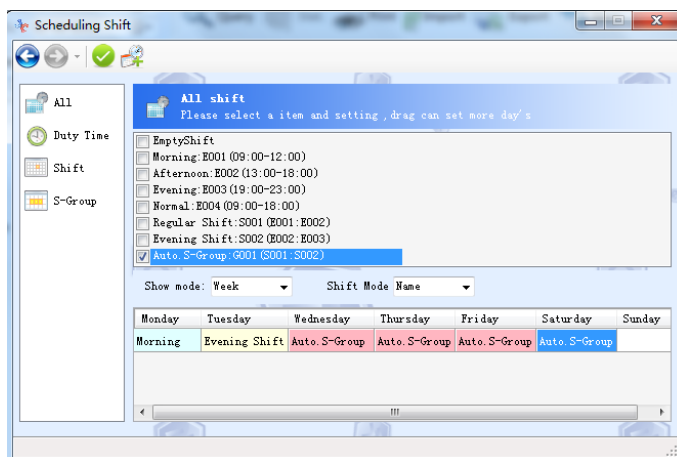 Scheduling Shift
All
Duty Time
Shift
S-Group
All shift
Please select a item and setting ,drag can set more day's
EmptyShift
Morning:E001(09:00-12:00)
Afternoon:E002(13:00-18:00)
Evening:E003(19:00-23:00)
Normal:E004(09:00-18:00)
Regular Shift:S001(E001:E002)
Evening Shift:S002(E002:E003)
Auto.S-Group:G001(S001:S002)
Show mode: Week Shift Mode Name
Monday Tuesday Wednesday Thursday Friday Saturday Sunday
Morning Evening Shift Auto.S-Group Auto.S-Group Auto.S-Group Auto.S-Group